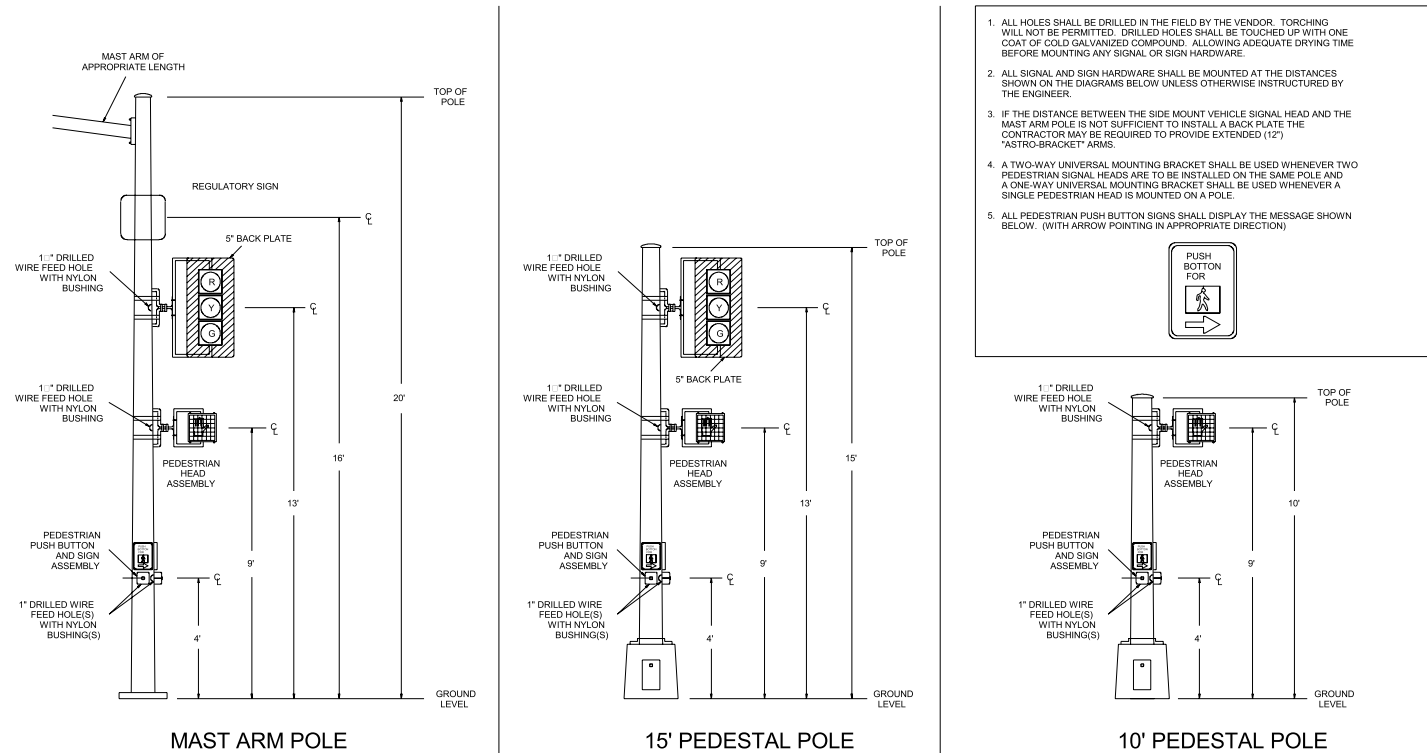 MAST ARM OF
APPROPRIATE LENGTH
TOP OF
POLE
REGULATORY SIGN
℄
5" BACK PLATE
1□" DRILLED
WIRE FEED HOLE
WITH NYLON
BUSHING
R
Y
G
℄
1□" DRILLED
WIRE FEED HOLE
WITH NYLON
BUSHING
℄
PEDESTRIAN
HEAD
ASSEMBLY
20'
16'
13'
9'
4'
PEDESTRIAN
PUSH BUTTON
AND SIGN
ASSEMBLY
PUSH
BOTTON
FOR
℄
1" DRILLED WIRE
FEED HOLE(S)
WITH NYLON
BUSHING(S)
GROUND
LEVEL
MAST ARM POLE
TOP OF
POLE
1□" DRILLED
WIRE FEED HOLE
WITH NYLON
BUSHING
R
Y
G
℄
5" BACK PLATE
1□" DRILLED
WIRE FEED HOLE
WITH NYLON
BUSHING
℄
PEDESTRIAN
HEAD
ASSEMBLY
15'
13'
9'
4'
PEDESTRIAN
PUSH BUTTON
AND SIGN
ASSEMBLY
PUSH
BOTTON
FOR
℄
1" DRILLED WIRE
FEED HOLE(S)
WITH NYLON
BUSHING(S)
GROUND
LEVEL
15' PEDESTAL POLE
1. ALL HOLES SHALL BE DRILLED IN THE FIELD BY THE VENDOR. TORCHING
WILL NOT BE PERMITTED. DRILLED HOLES SHALL BE TOUCHED UP WITH ONE
COAT OF COLD GALVANIZED COMPOUND. ALLOWING ADEQUATE DRYING TIME
BEFORE MOUNTING ANY SIGNAL OR SIGN HARDWARE.
2. ALL SIGNAL AND SIGN HARDWARE SHALL BE MOUNTED AT THE DISTANCES
SHOWN ON THE DIAGRAMS BELOW UNLESS OTHERWISE INSTRUCTURED BY
THE ENGINEER.
3. IF THE DISTANCE BETWEEN THE SIDE MOUNT VEHICLE SIGNAL HEAD AND THE
MAST ARM POLE IS NOT SUFFICIENT TO INSTALL A BACK PLATE THE
CONTRACTOR MAY BE REQUIRED TO PROVIDE EXTENDED (12")
"ASTRO-BRACKET" ARMS.
4. A TWO-WAY UNIVERSAL MOUNTING BRACKET SHALL BE USED WHENEVER TWO
PEDESTRIAN SIGNAL HEADS ARE TO BE INSTALLED ON THE SAME POLE AND
A ONE-WAY UNIVERSAL MOUNTING BRACKET SHALL BE USED WHENEVER A
SINGLE PEDESTRIAN HEAD IS MOUNTED ON A POLE.
5. ALL PEDESTRIAN PUSH BUTTON SIGNS SHALL DISPLAY THE MESSAGE SHOWN
BELOW. (WITH ARROW POINTING IN APPROPRIATE DIRECTION)
PUSH
BOTTON
FOR
1□" DRILLED
WIRE FEED HOLE
WITH NYLON
BUSHING
TOP OF
POLE
℄
PEDESTRIAN
HEAD
ASSEMBLY
10'
9'
4'
PEDESTRIAN
PUSH BUTTON
AND SIGN
ASSEMBLY
PUSH
BOTTON
FOR
℄
1" DRILLED WIRE
FEED HOLE(S)
WITH NYLON
BUSHING(S)
GROUND
LEVEL
10' PEDESTAL POLE